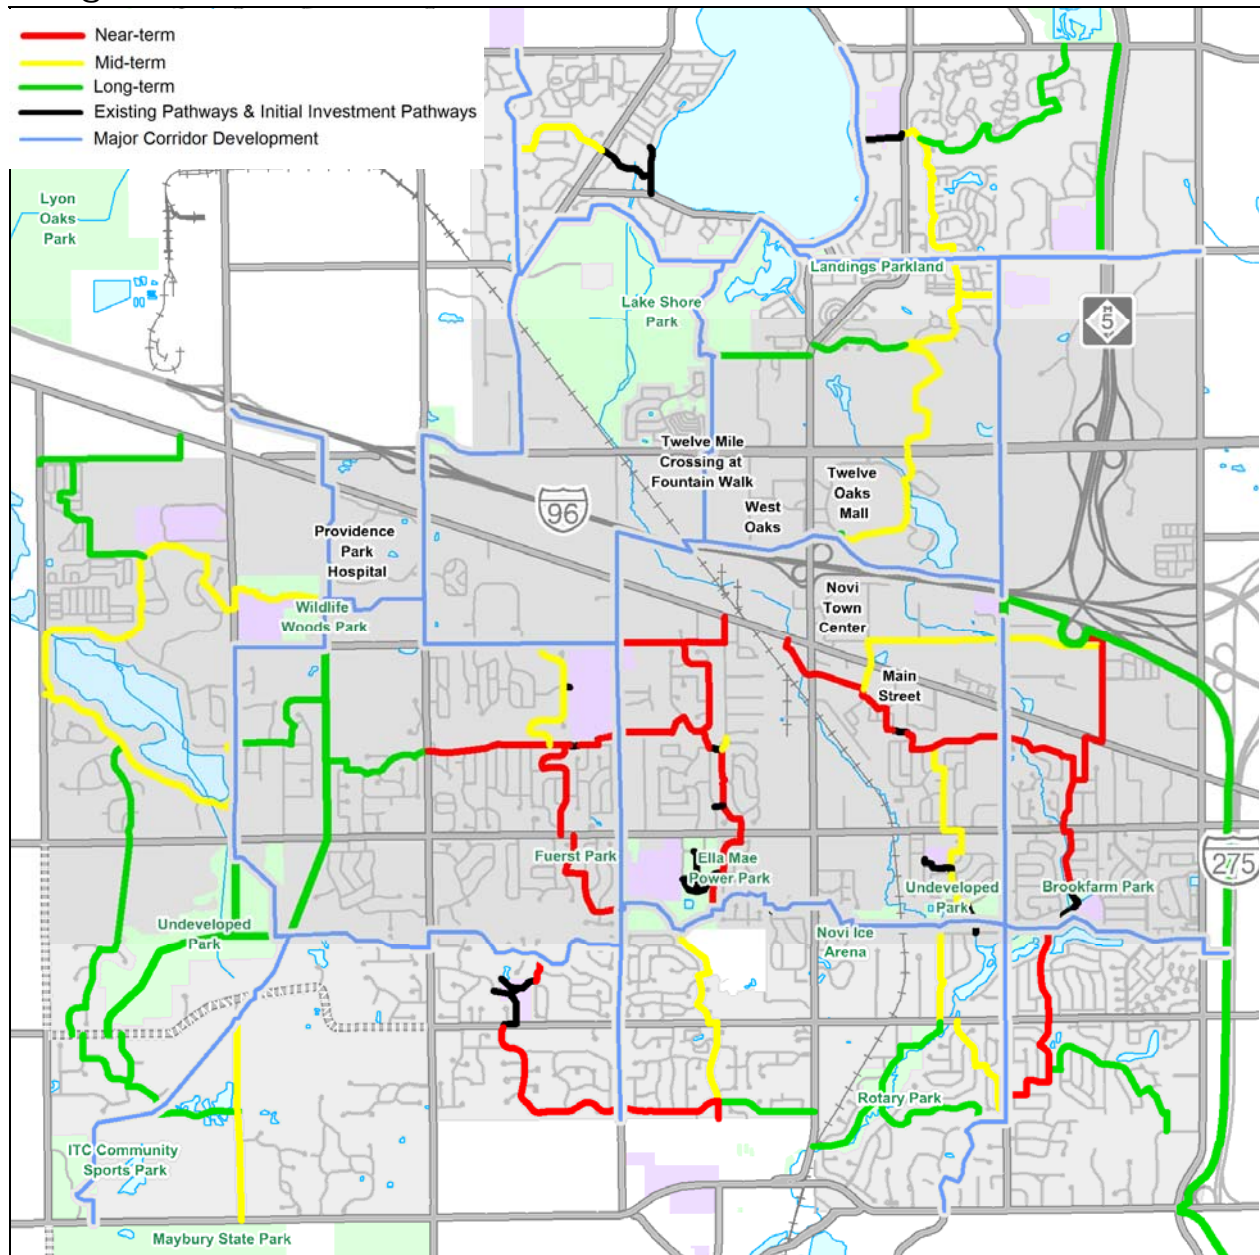 Near-term
Mid-term
Long-term
Existing Pathways & Initial Investment Pathways
Major Corridor Development
Lyon
Oaks
Park
Landings Parkland
Lake Shore
Park
M
5
Twelve Mile
Crossing at
Fountain Walk
Twelve
Oaks
Mall
West
Oaks
96
Providence
Park
Hospital
Novi
Town
Center
Wildlife
Woods Park
Main
Street
Fuerst Park
Ella Mae
Power Park
Undeveloped
Park
Brookfarm Park
275
Undeveloped
Park
Novi Ice
Arena
Rotary Park
ITC Community
Sports Park
Maybury State Park